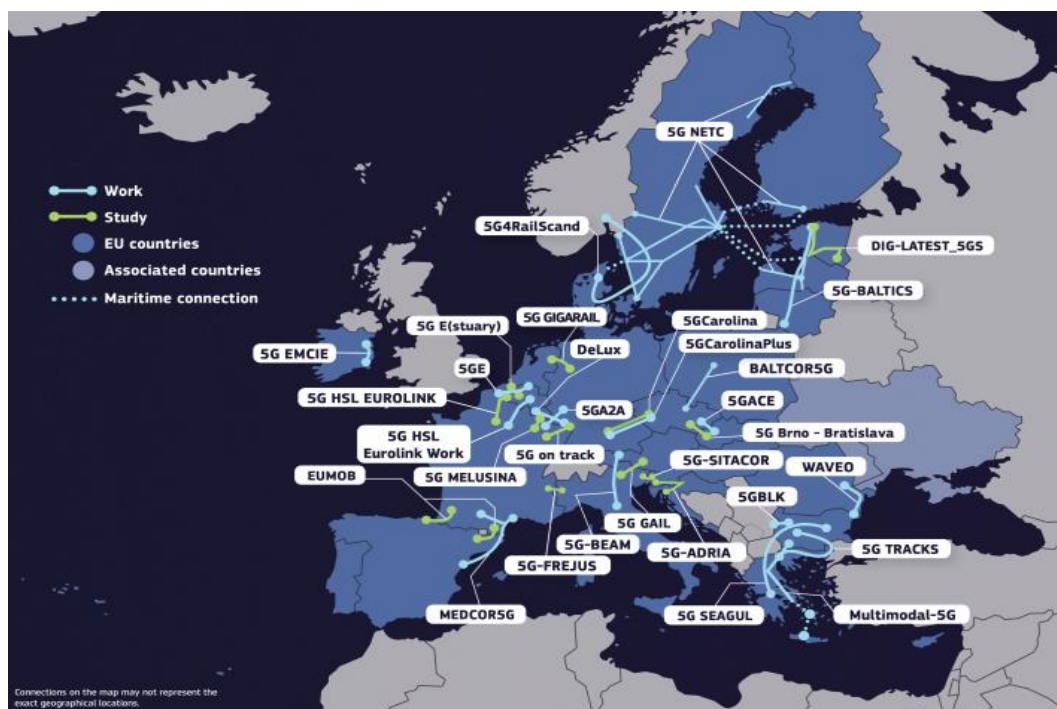 5G NETC
Work
Study
EU countries
Associated countries
Maritime connection
5G4RailScand
DIG-LATEST_5GS
5G-BALTICS
5G GIGARAIL
5GCarolina
5G E(stuary)
5GCarolinaPlus
DeLux
5G EMCIE
5GE
BALTCOR5G
5G HSL EUROLINK
5GA2A
5GACE
5G HSL
Eurolink Work
5G on track
5G Brno - Bratislava
5G MELUSINA
5G-SITACOR
WAVEO
EUMOB
5GBLK
5G GAIL
5G-BEAM
5G-ADRIA
5G TRACKS
5G-FREJUS
MEDCOR5G
5G SEAGUL
Multimodal-5G
Connections on the map may not represent the
exact geographical locations.